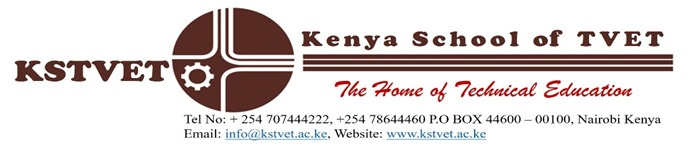 KSTVET
Kenya School of TVET
The Home of Technical Education
Tel No: + 254 707444222, +254 78644460 P.O BOX 44600 – 00100, Nairobi Kenya
Email: info@kstvet.ac.ke, Website: www.kstvet.ac.ke